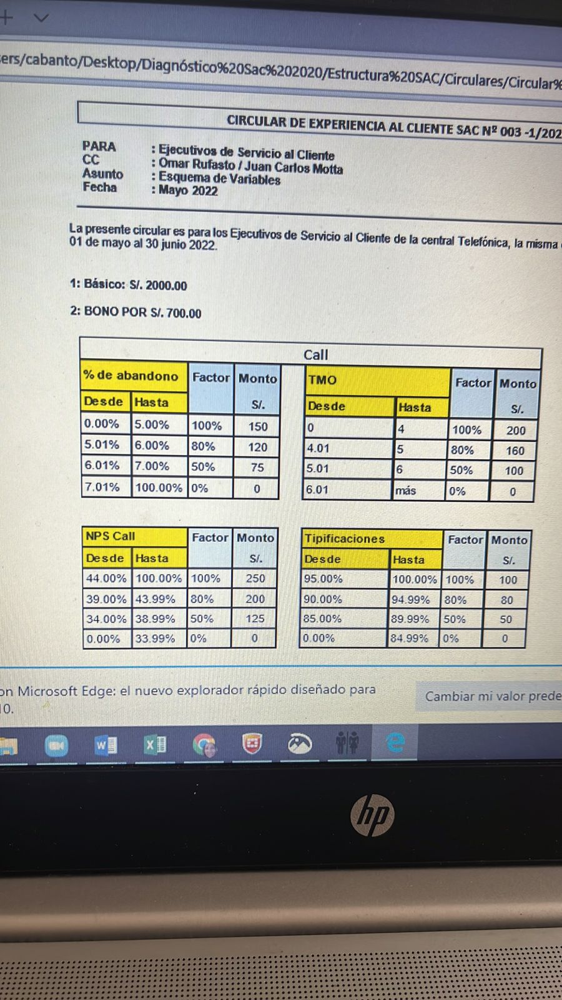 ers/cabanto/Desktop/Diagnóstico%20Sac%202020/Estructura%20SAC/Circulares/Circular%
CIRCULAR DE EXPERIENCIA AL CLIENTE SAC Nº 003 -1/202
PARA : Ejecutivos de Servicio al Cliente
CC : Omar Rufasto / Juan Carlos Motta
Asunto : Esquema de Variables
Fecha : Mayo 2022
La presente circular es para los Ejecutivos de Servicio al Cliente de la central Telefónica, la misma
01 de mayo al 30 junio 2022.
1: Básico: S/. 2000.00
2: BONO POR S/. 700.00
Call
% de abandono Factor Monto
Desde Hasta S/.
0.00% 5.00% 100% 150
5.01% 6.00% 80% 120
6.01% 7.00% 50% 75
7.01% 100.00% 0% 0
TMO Factor Monto
Desde Hasta S/.
0 4 100% 200
4.01 5 80% 160
5.01 6 50% 100
6.01 más 0% 0
NPS Call Factor Monto
Desde Hasta S/.
44.00% 100.00% 100% 250
39.00% 43.99% 80% 200
34.00% 38.99% 50% 125
0.00% 33.99% 0% 0
Tipificaciones Factor Monto
Desde Hasta S/.
95.00% 100.00% 100% 100
90.00% 94.99% 80% 80
85.00% 89.99% 50% 50
0.00% 84.99% 0% 0
on Microsoft Edge: el nuevo explorador rápido diseñado para
10.
Cambiar mi valor prede
hp